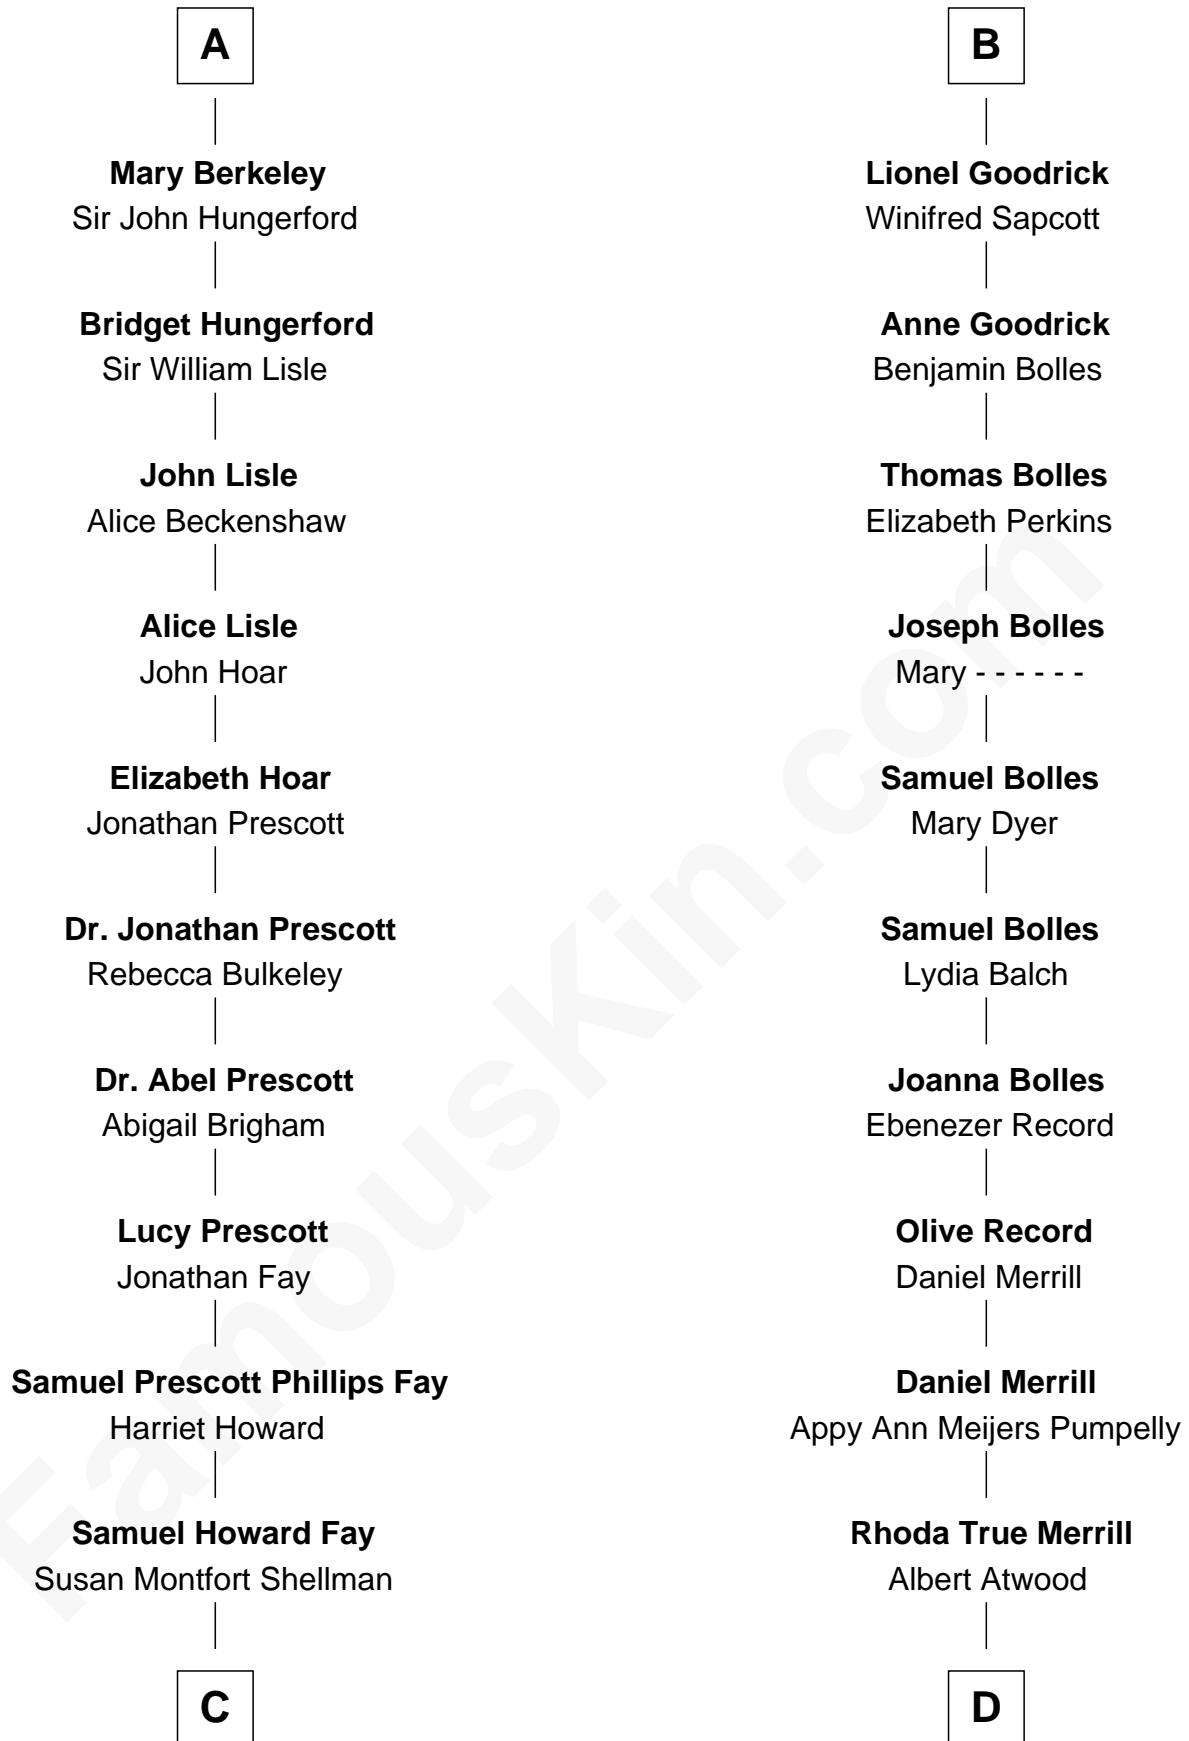 A
Mary Berkeley
Sir John Hungerford
Bridget Hungerford
Sir William Lisle
John Lisle
Alice Beckenshaw
Alice Lisle
John Hoar
Elizabeth Hoar
Jonathan Prescott
Dr. Jonathan Prescott
Rebecca Bulkeley
Dr. Abel Prescott
Abigail Brigham
Lucy Prescott
Jonathan Fay
Samuel Prescott Phillips Fay
Harriet Howard
Samuel Howard Fay
Susan Montfort Shellman
C
B
Lionel Goodrick
Winifred Sapcott
Anne Goodrick
Benjamin Bolles
Thomas Bolles
Elizabeth Perkins
Joseph Bolles
Mary - - - - - -
Samuel Bolles
Mary Dyer
Samuel Bolles
Lydia Balch
Joanna Bolles
Ebenezer Record
Olive Record
Daniel Merrill
Daniel Merrill
Appy Ann Meijers Pumpelly
Rhoda True Merrill
Albert Atwood
D
FamousKin.com